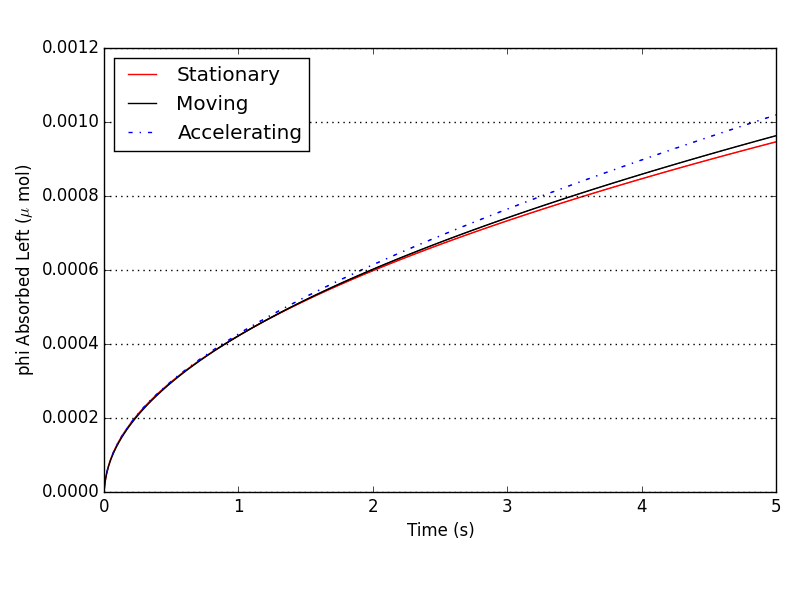 0.0012
0.0010
0.0008
0.0006
0.0004
0.0002
0.0000
phi Absorbed Left (μ mol)
Stationary
Moving
Accelerating
0 1 2 3 4 5
Time (s)